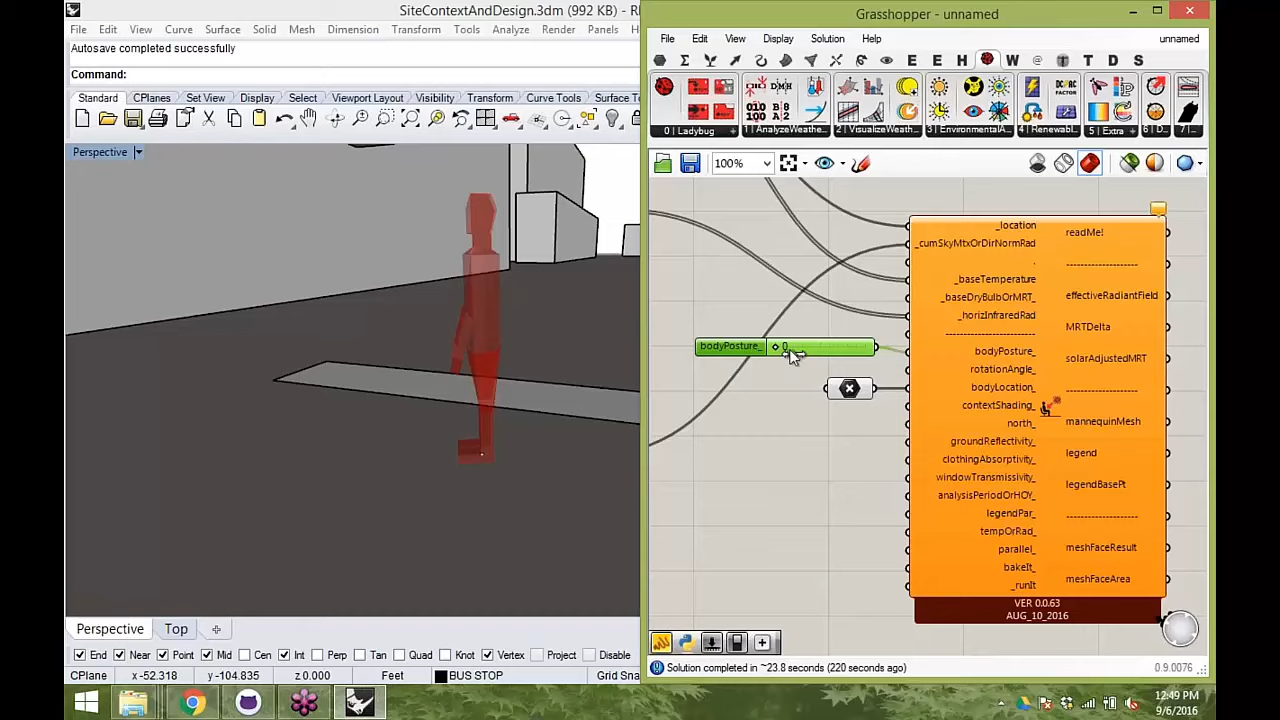 SiteContextAndDesign.3dm (992 KB) - R
File Edit View Curve Surface Solid Mesh Dimension Transform Tools Analyze Render Panels
Autosave completed successfully
Command:
Standard CPlanes Set View Display Select Viewport Layout Visibility Transform Curve Tools Surface To
Perspective
Perspective Top
End Near Point Mid Cen Int Perp Tan Quad Knot Vertex Project Disable
CPlane x -52.318 y -104.835 z 0.000 Feet BUS STOP Grid Sna
Grasshopper - unnamed
File Edit View Display Solution Help unnamed
E E H W @ T D S
0 | Ladybug 1 | AnalyzeWeathe... 2 | VisualizeWeath... 3 | EnvironmentalA... 4 | Renewabl... 5 | Extra 6 | D... 7 |...
100%
_location
_cumSkyMtxOrDirNormRad
.
_baseTemperature
_baseDryBulbOrMRT_
_horizInfraredRad
--------------------------
bodyPosture_
rotationAngle_
bodyLocation_
contextShading_
north_
groundReflectivity_
clothingAbsorptivity_
windowTransmissivity_
analysisPeriodOrHOY_
legendPar_
tempOrRad_
parallel_
bakeIt_
_runIt
readMe!
--------------------
effectiveRadiantField
MRTDelta
solarAdjustedMRT
--------------------
mannequinMesh
legend
legendBasePt
--------------------
meshFaceResult
meshFaceArea
bodyPosture_ 0
VER 0.0.63
AUG_10_2016
Solution completed in ~23.8 seconds (220 seconds ago) 0.9.0076
12:49 PM
9/6/2016